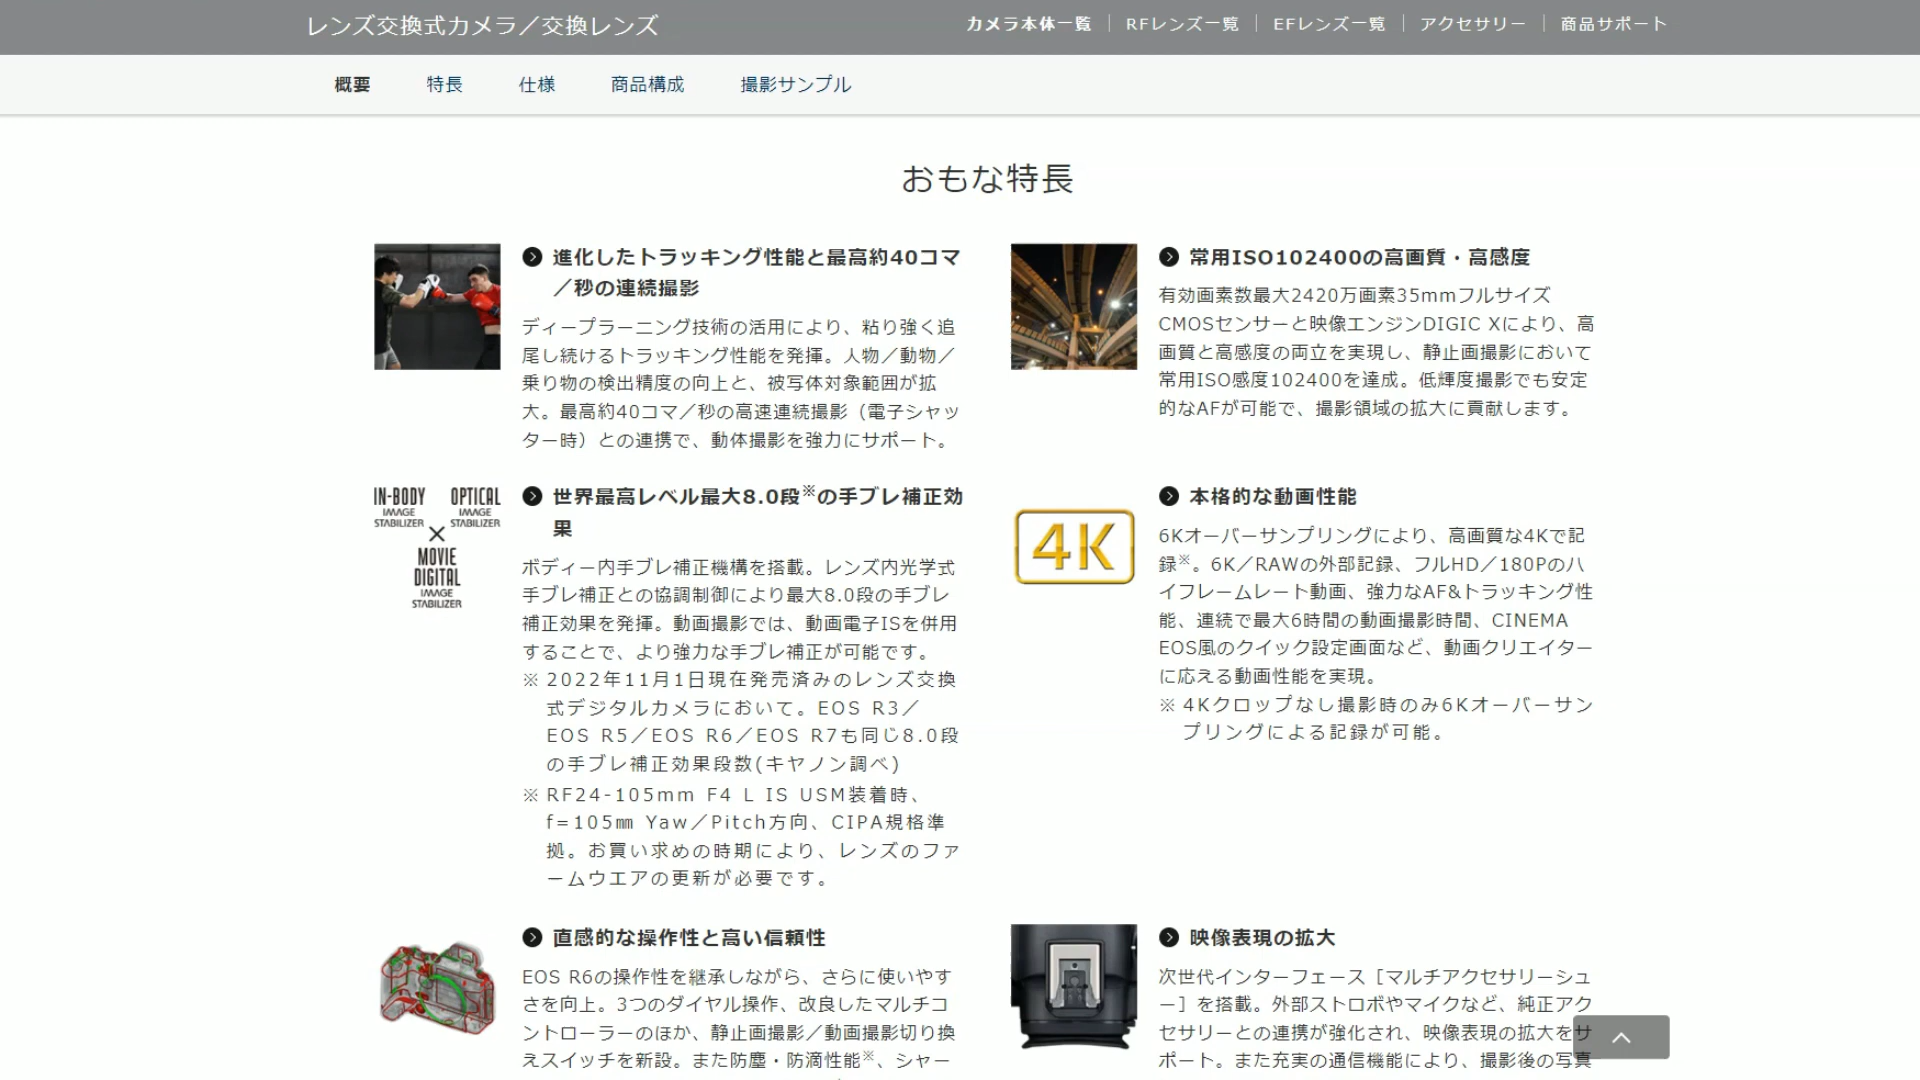 レンズ交換式カメラ／交換レンズ
カメラ本体一覧
RFレンズ一覧
EFレンズ一覧
アクセサリー
商品サポート
概要
特長
仕様
商品構成
撮影サンプル
おもな特長
進化したトラッキング性能と最高約40コマ
／秒の連続撮影
ディープラーニング技術の活用により、粘り強く追
尾し続けるトラッキング性能を発揮。人物／動物／
乗り物の検出精度の向上と、被写体対象範囲が拡
大。最高約40コマ／秒の高速連続撮影（電子シャッ
ター時）との連携で、動体撮影を強力にサポート。
常用ISO102400の高画質・高感度
有効画素数最大2420万画素35mmフルサイズ
CMOSセンサーと映像エンジンDIGIC Xにより、高
画質と高感度の両立を実現し、静止画撮影において
常用ISO感度102400を達成。低輝度撮影でも安定
的なAFが可能で、撮影領域の拡大に貢献します。
IN-BODY
IMAGE
STABILIZER
OPTICAL
IMAGE
STABILIZER
×
MOVIE
DIGITAL
IMAGE
STABILIZER
世界最高レベル最大8.0段※の手ブレ補正効
果
ボディー内手ブレ補正機構を搭載。レンズ内光学式
手ブレ補正との協調制御により最大8.0段の手ブレ
補正効果を発揮。動画撮影では、動画電子ISを併用
することで、より強力な手ブレ補正が可能です。
※ 2022年11月1日現在発売済みのレンズ交換
式デジタルカメラにおいて。EOS R3／
EOS R5／EOS R6／EOS R7も同じ8.0段
の手ブレ補正効果段数(キヤノン調べ)
※ RF24-105mm F4 L IS USM装着時、
f=105㎜ Yaw／Pitch方向、CIPA規格準
拠。お買い求めの時期により、レンズのファ
ームウエアの更新が必要です。
4K
本格的な動画性能
6Kオーバーサンプリングにより、高画質な4Kで記
録※。6K／RAWの外部記録、フルHD／180Pのハ
イフレームレート動画、強力なAF&トラッキング性
能、連続で最大6時間の動画撮影時間、CINEMA
EOS風のクイック設定画面など、動画クリエイター
に応える動画性能を実現。
※ 4Kクロップなし撮影時のみ6Kオーバーサン
プリングによる記録が可能。
直感的な操作性と高い信頼性
EOS R6の操作性を継承しながら、さらに使いやす
さを向上。3つのダイヤル操作、改良したマルチコ
ントローラーのほか、静止画撮影／動画撮影切り換
えスイッチを新設。また防塵・防滴性能※、シャー
映像表現の拡大
次世代インターフェース［マルチアクセサリーシュ
ー］を搭載。外部ストロボやマイクなど、純正アク
セサリーとの連携が強化され、映像表現の拡大をサ
ポート。また充実の通信機能により、撮影後の写真